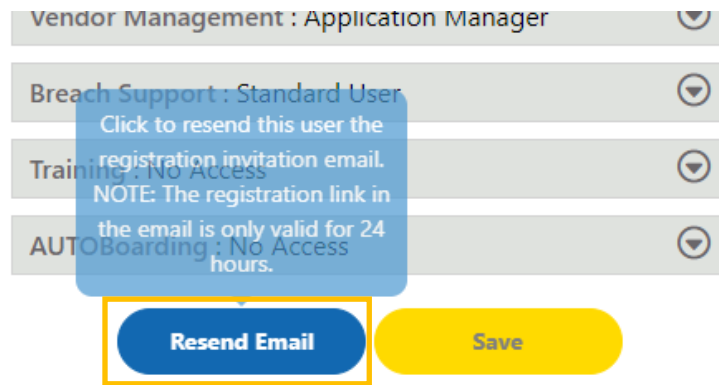 Vendor Management : Application Manager
Breach Support : Standard User
Click to resend this user the
registration invitation email.
Training : No Access
NOTE: The registration link in
the email is only valid for 24
AUTOBoarding : No Access
hours.
Resend Email
Save